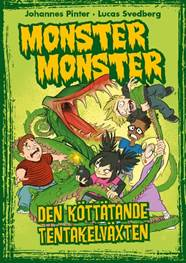 Johannes Pinter • Lucas Svedberg
MONSTER
MONSTER
DEN KÖTTÄTANDE
TENTAKELVÄXTEN